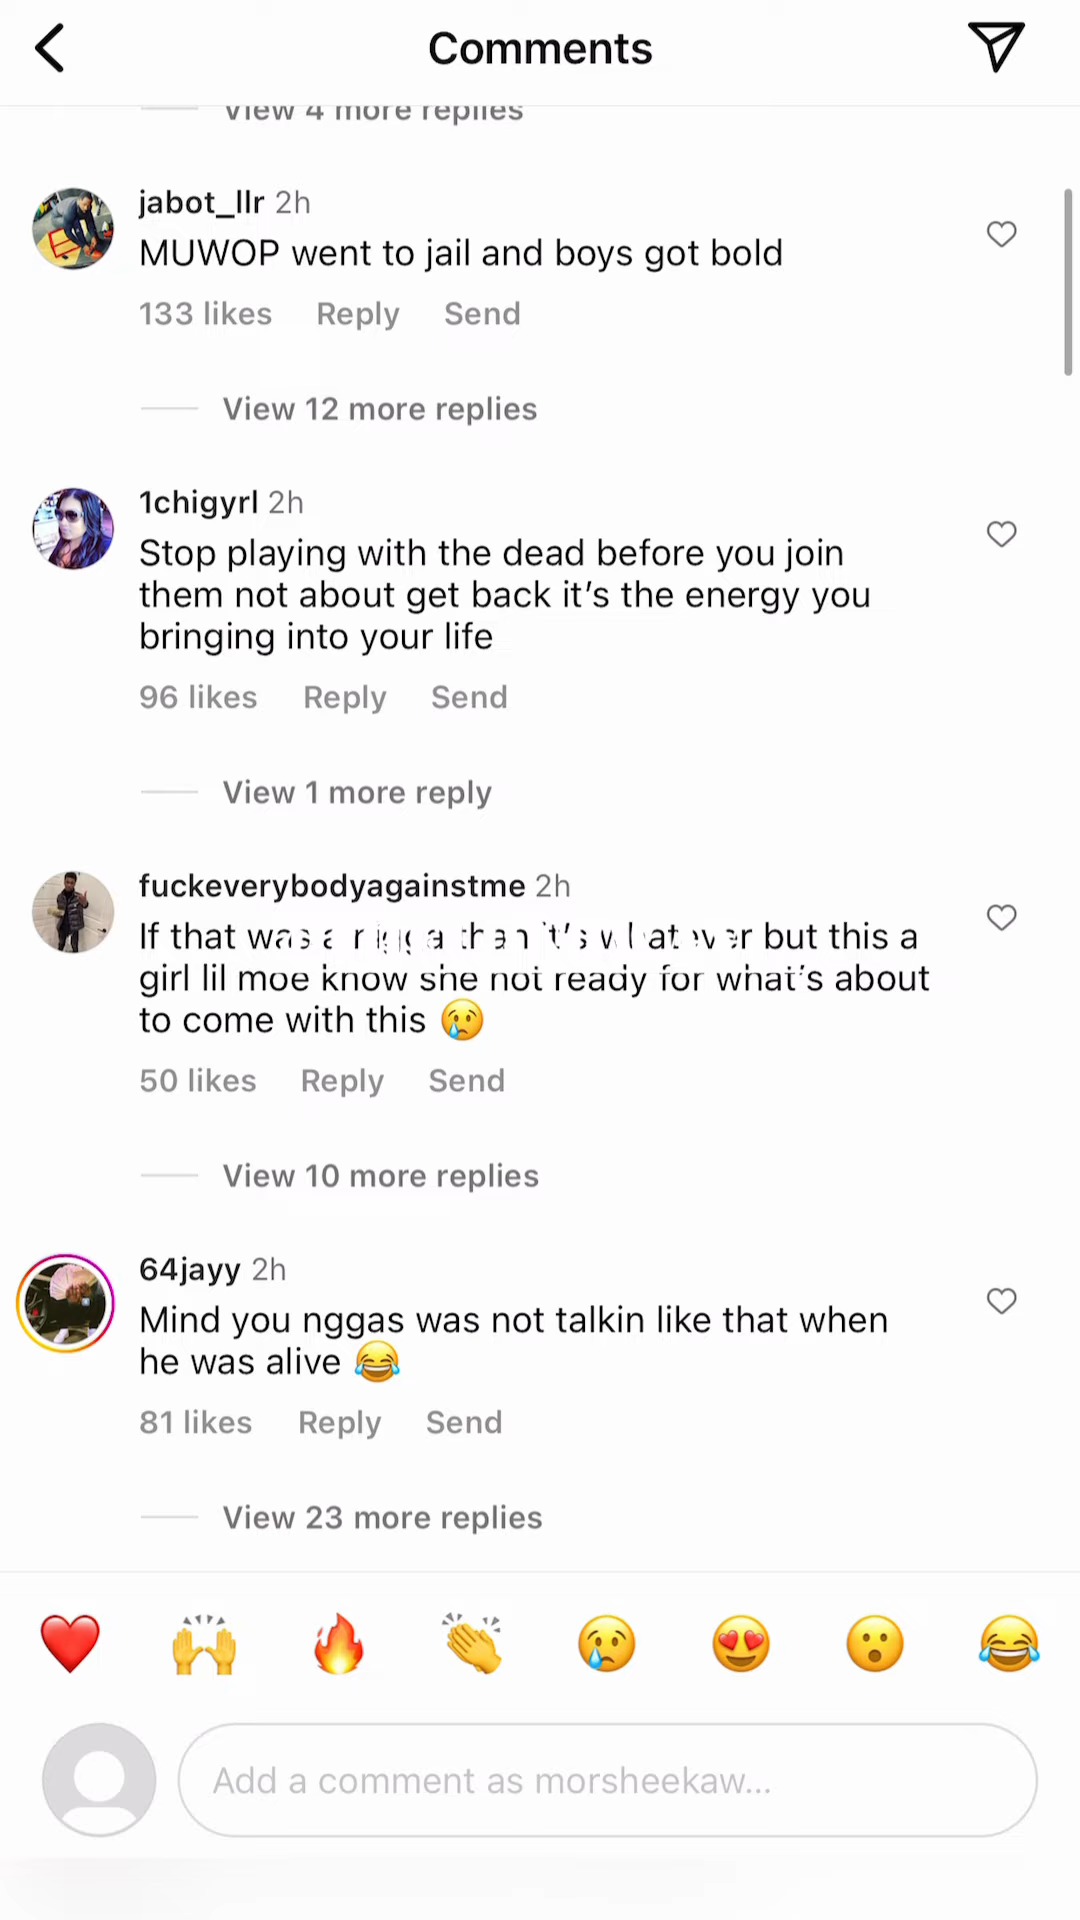 Comments
View 4 more replies
jabot_llr 2h
MUWOP went to jail and boys got bold
133 likes Reply Send
View 12 more replies
1chigyrl 2h
Stop playing with the dead before you join
them not about get back it’s the energy you
bringing into your life
96 likes Reply Send
View 1 more reply
fuckeverybodyagainstme 2h
If that was a nigga than it’s whatever but this a
girl lil moe know she not ready for what’s about
to come with this 😢
50 likes Reply Send
View 10 more replies
64jayy 2h
Mind you nggas was not talkin like that when
he was alive 😂
81 likes Reply Send
View 23 more replies
Add a comment as morsheekaw...